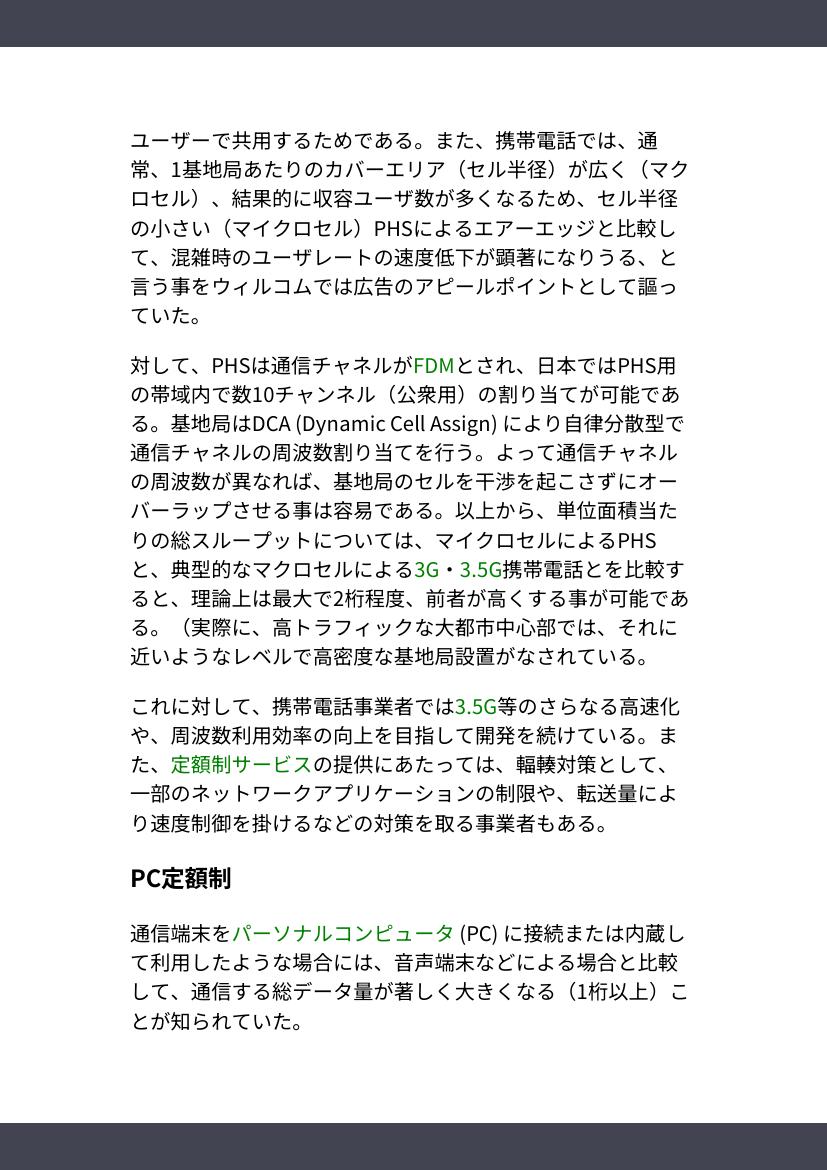 ユーザーで共用するためである。また、携帯電話では、通
常、1基地局あたりのカバーエリア（セル半径）が広く（マク
ロセル）、結果的に収容ユーザ数が多くなるため、セル半径
の小さい（マイクロセル）PHSによるエアーエッジと比較し
て、混雑時のユーザレートの速度低下が顕著になりうる、と
言う事をウィルコムでは広告のアピールポイントとして謳っ
ていた。
対して、PHSは通信チャネルがFDMとされ、日本ではPHS用
の帯域内で数10チャンネル（公衆用）の割り当てが可能であ
る。基地局はDCA (Dynamic Cell Assign) により自律分散型で
通信チャネルの周波数割り当てを行う。よって通信チャネル
の周波数が異なれば、基地局のセルを干渉を起こさずにオー
バーラップさせる事は容易である。以上から、単位面積当た
りの総スループットについては、マイクロセルによるPHS
と、典型的なマクロセルによる3G・3.5G携帯電話とを比較す
ると、理論上は最大で2桁程度、前者が高くする事が可能であ
る。（実際に、高トラフィックな大都市中心部では、それに
近いようなレベルで高密度な基地局設置がなされている。
これに対して、携帯電話事業者では3.5G等のさらなる高速化
や、周波数利用効率の向上を目指して開発を続けている。ま
た、定額制サービスの提供にあたっては、輻輳対策として、
一部のネットワークアプリケーションの制限や、転送量によ
り速度制御を掛けるなどの対策を取る事業者もある。
PC定額制
通信端末をパーソナルコンピュータ (PC) に接続または内蔵し
て利用したような場合には、音声端末などによる場合と比較
して、通信する総データ量が著しく大きくなる（1桁以上）こ
とが知られていた。